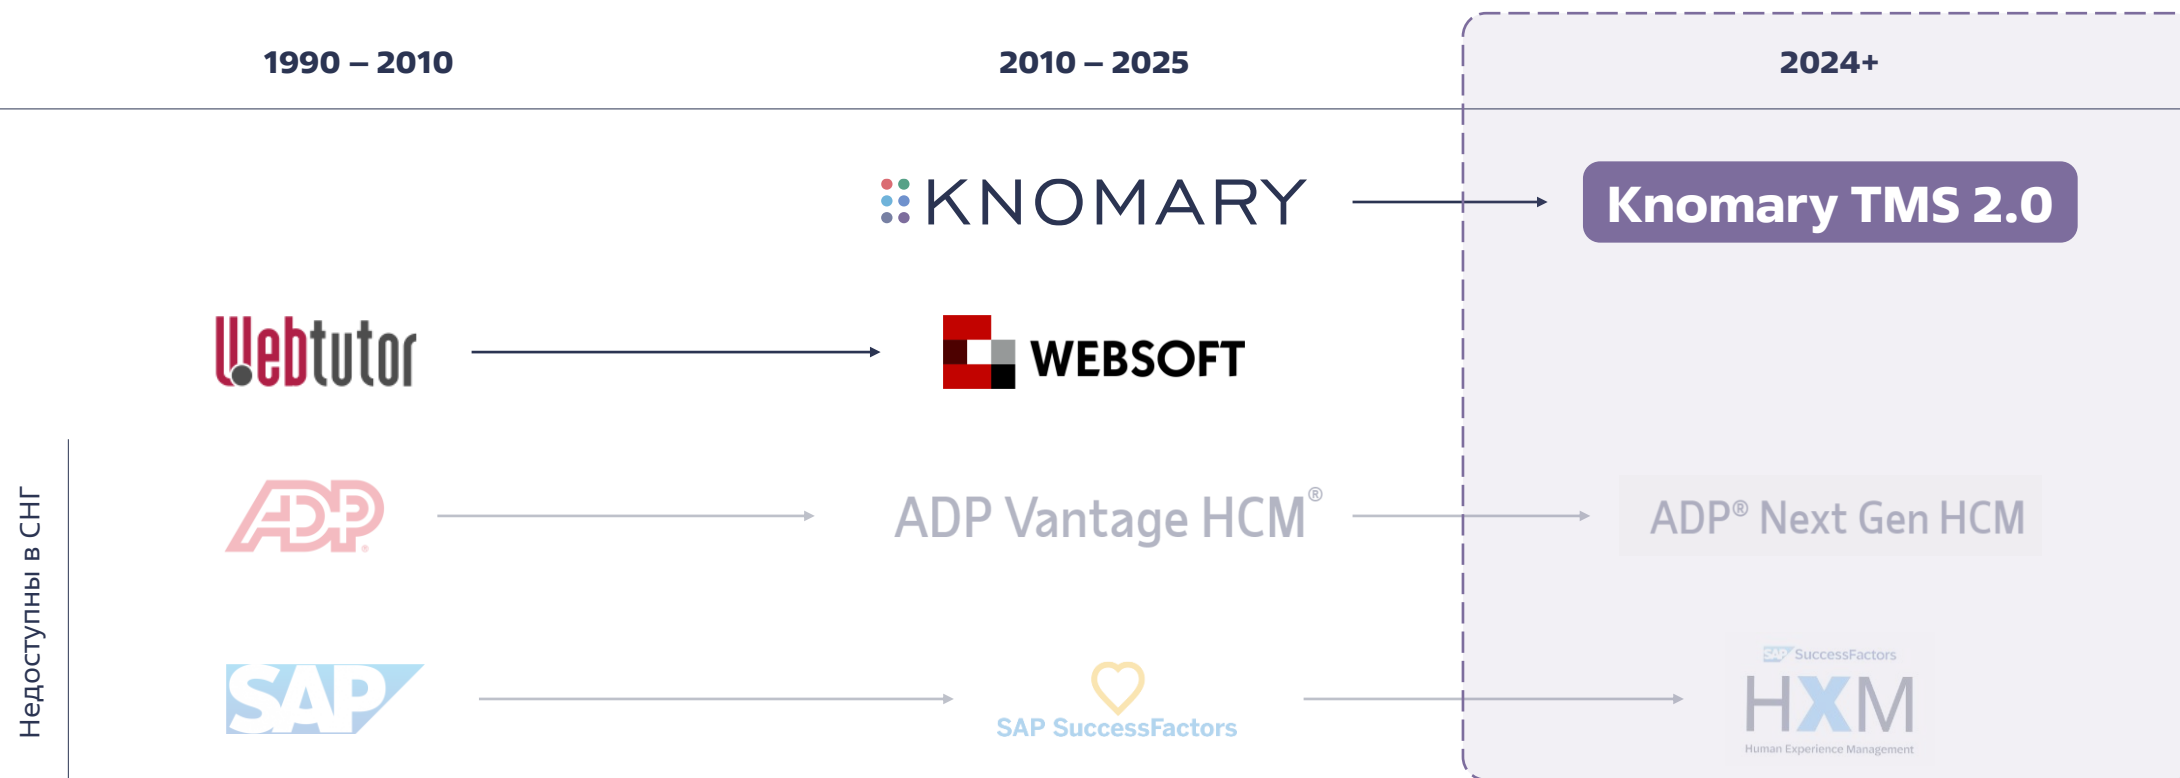 1990 – 2010
2010 – 2025
2024+
KNOMARY
Knomary TMS 2.0
Webtutor
WEBSOFT
Недоступны в СНГ
ADP®
ADP Vantage HCM®
ADP® Next Gen HCM
SAP
SAP SuccessFactors
SAP SuccessFactors
HXM
Human Experience Management